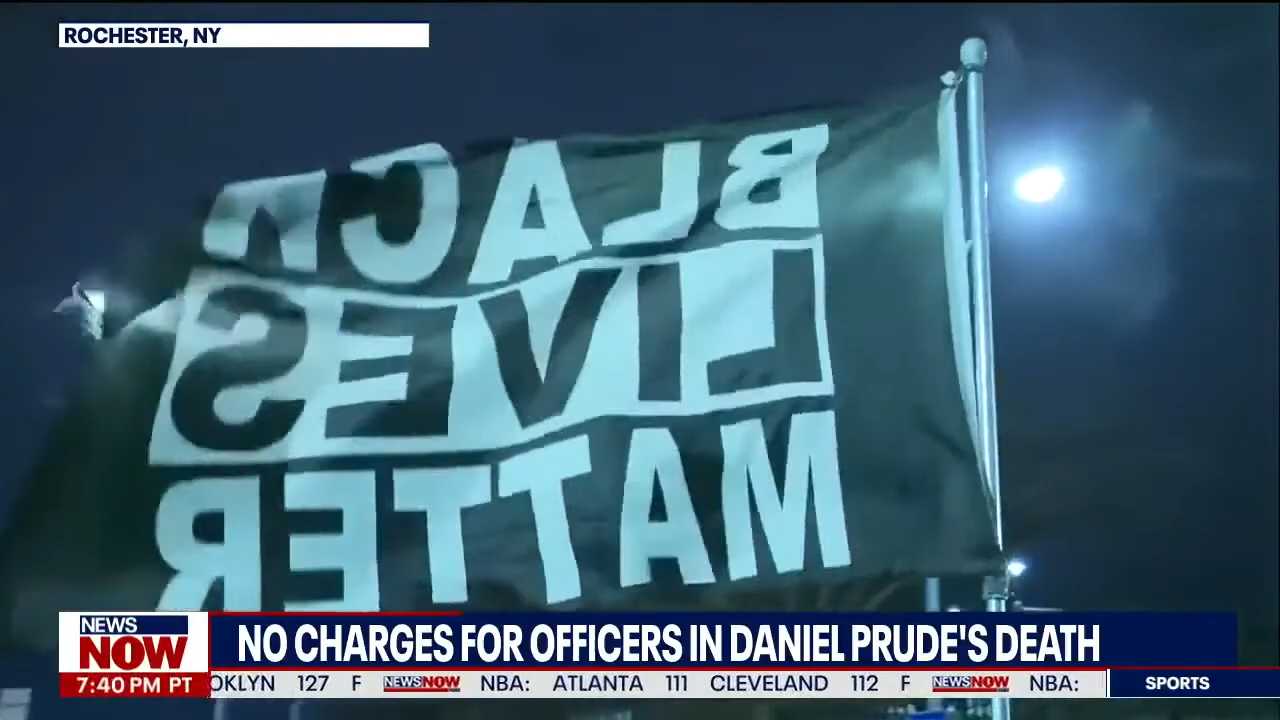 ROCHESTER, NY
BLACK
LIVES
MATTER
NEWS
NOW
NO CHARGES FOR OFFICERS IN DANIEL PRUDE'S DEATH
7:40 PM PT
OKLYN 127 F NEWSNOW NBA: ATLANTA 111 CLEVELAND 112 F NEWSNOW NBA:
SPORTS